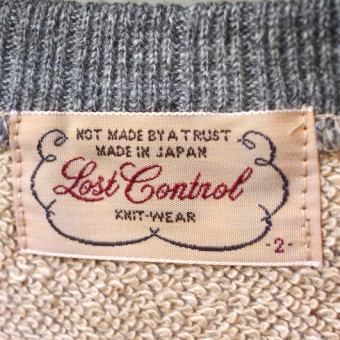 NOT MADE BY A TRUST
MADE IN JAPAN
Lost Control
KNIT-WEAR
-2-